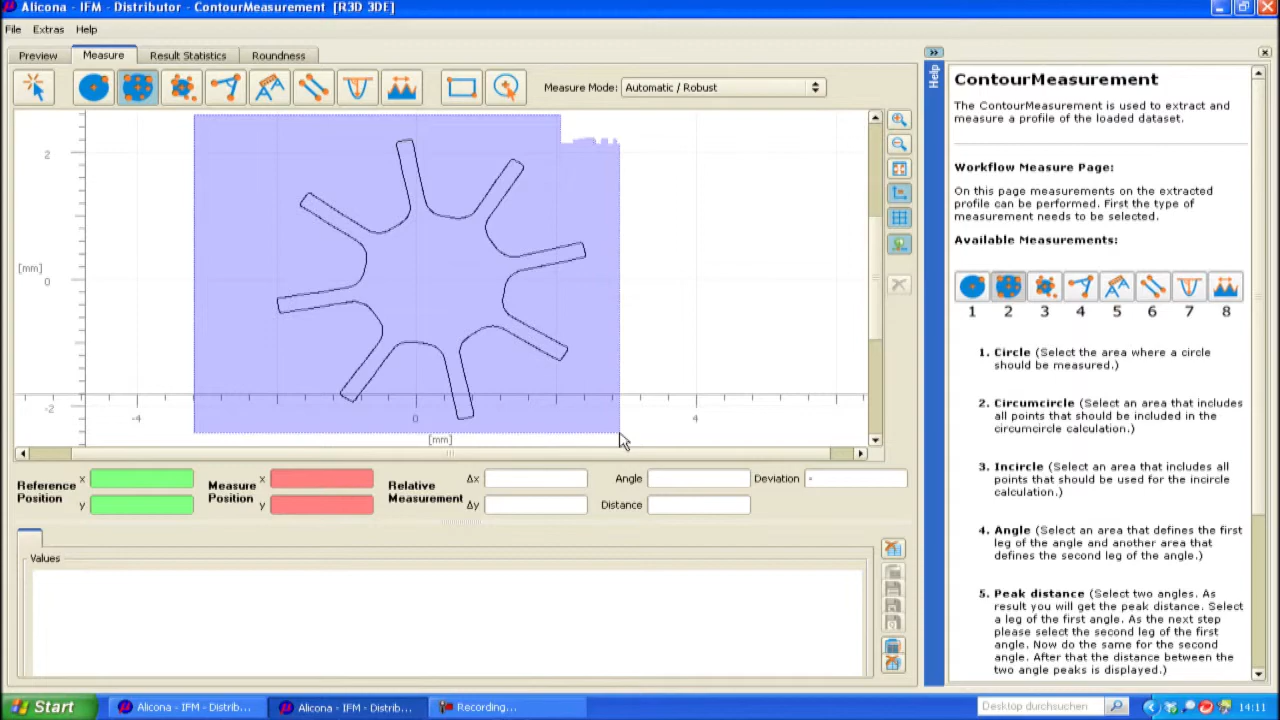 Alicona - IFM - Distributor - ContourMeasurement [R3D 3DE]
File Extras Help
Preview Measure Result Statistics Roundness
Measure Mode: Automatic / Robust
2
[mm]
0
-2
-4 0 4
[mm]
Reference Position x y
Measure Position x y
Relative Measurement Δx Δy
Angle
Distance
Deviation -
Values
Help
ContourMeasurement
The ContourMeasurement is used to extract and
measure a profile of the loaded dataset.
Workflow Measure Page:
On this page measurements on the extracted
profile can be performed. First the type of
measurement needs to be selected.
Available Measurements:
1 2 3 4 5 6 7 8
1. Circle (Select the area where a circle
should be measured.)
2. Circumcircle (Select an area that includes
all points that should be included in the
circumcircle calculation.)
3. Incircle (Select an area that includes all
points that should be used for the incircle
calculation.)
4. Angle (Select an area that defines the first
leg of the angle and another area that
defines the second leg of the angle.)
5. Peak distance (Select two angles. As
result you will get the peak distance. Select
a leg of the first angle. As the next step
please select the second leg of the first
angle. Now do the same for the second
angle. After that the distance between the
two angle peaks is displayed.)
Start
Alicona - IFM - Distrib...
Alicona - IFM - Distrib...
Recording...
Desktop durchsuchen
14:11